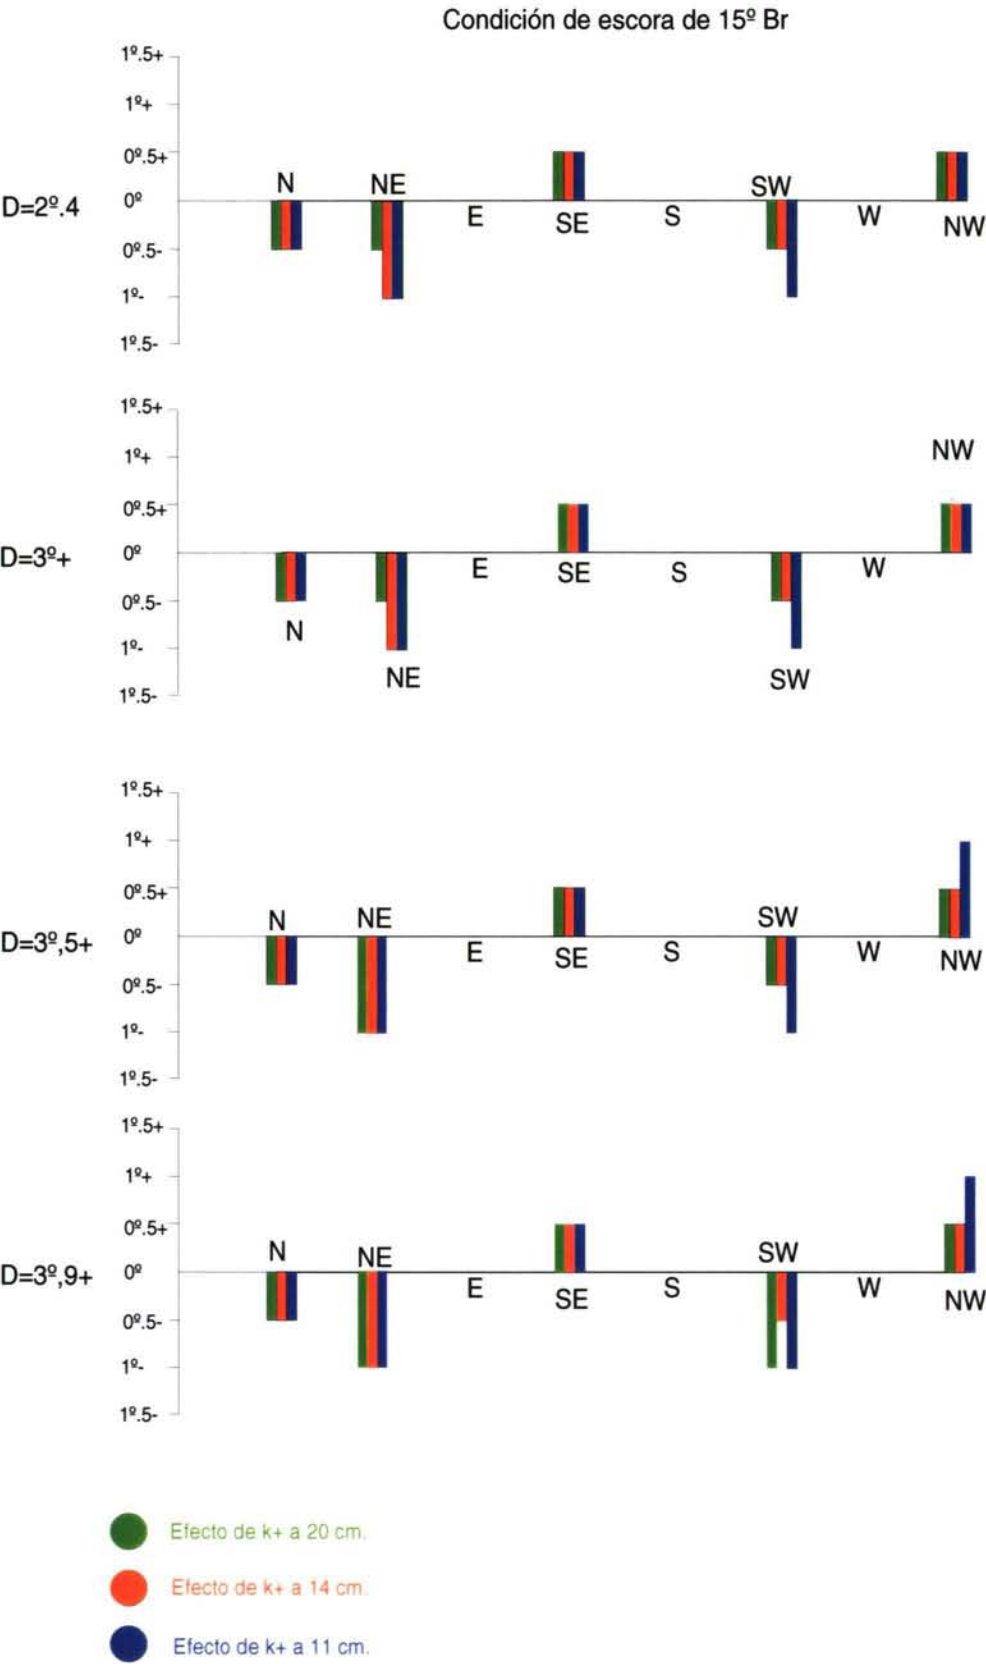 Condición de escora de 15º Br
1º.5+
1º+
0º.5+
N NE SW
D=2º.4 0º
E SE S W NW
0º.5-
1º-
1º.5-
1º.5+
1º+ NW
0º.5+
D=3º+ 0º
E SE S W
0º.5-
N
1º-
NE SW
1º.5-
1º.5+
1º+
0º.5+
N NE SW
D=3º,5+ 0º
E SE S W NW
0º.5-
1º-
1º.5-
1º.5+
1º+
0º.5+
N NE SW
D=3º,9+ 0º
E SE S W NW
0º.5-
1º-
1º.5-
Efecto de k+ a 20 cm.
Efecto de k+ a 14 cm.
Efecto de k+ a 11 cm.